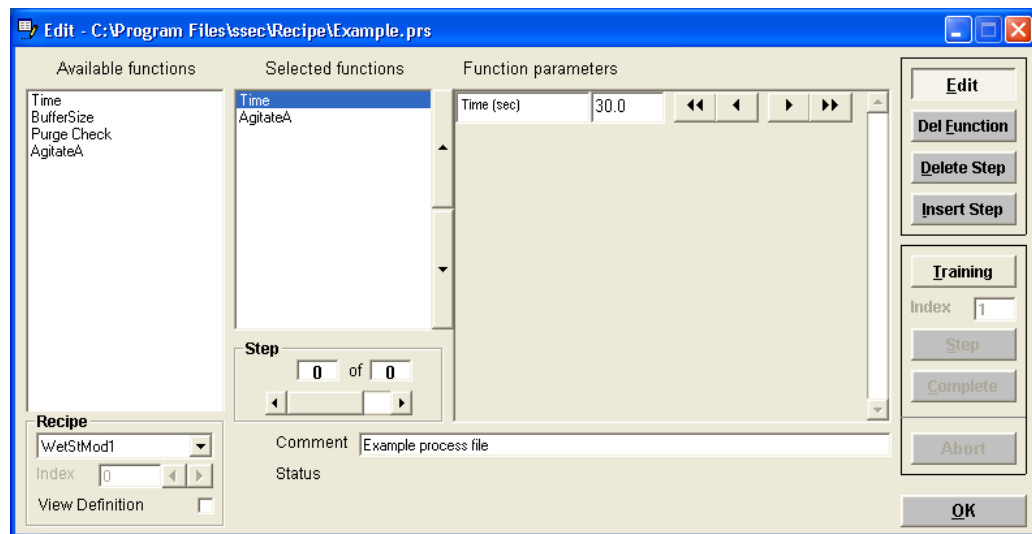 Edit - C:\Program Files\ssec\Recipe\Example.prs
Available functions
Selected functions
Function parameters
Time
BufferSize
Purge Check
AgitateA
Time
AgitateA
Time (sec)
30.0
Edit
Del Function
Delete Step
Insert Step
Training
Index 1
Step
Complete
Abort
OK
Step
0 of 0
Recipe
WetStMod1
Index 0
View Definition
Comment Example process file
Status